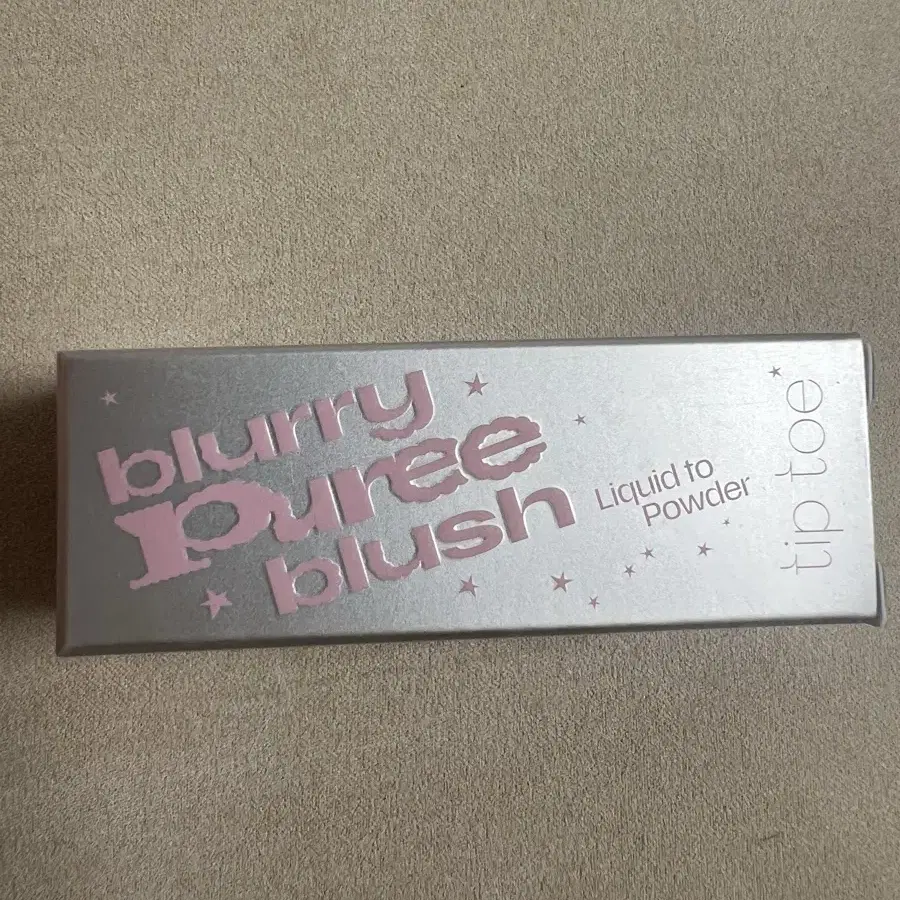 blurry
puree
blush
Liquid to
Powder
tip toe